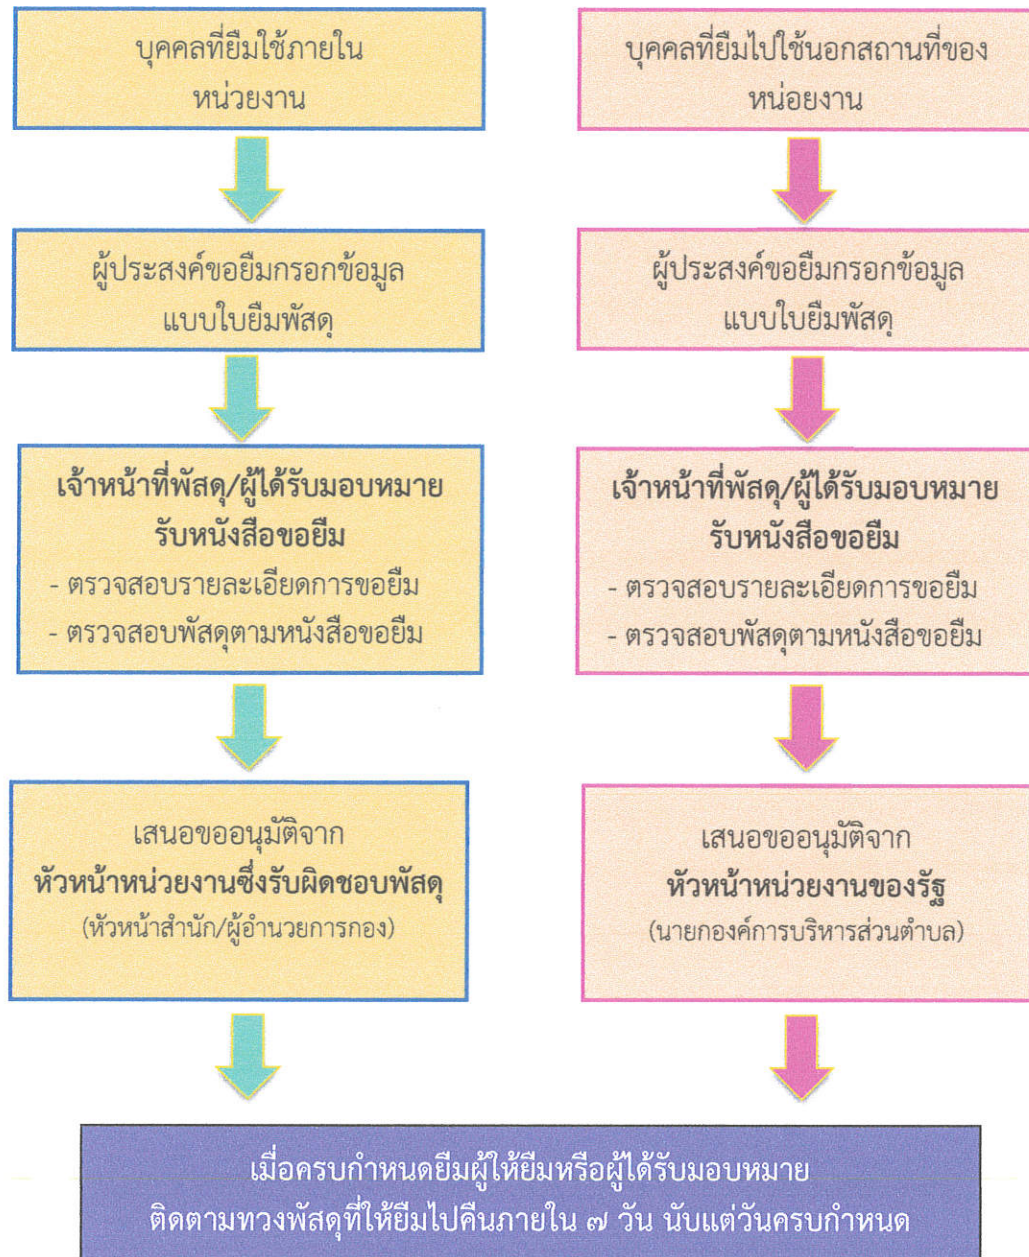 บุคคลที่ยืมใช้ภายใน
หน่วยงาน
ผู้ประสงค์ขอยืมกรอกข้อมูล
แบบใบยืมพัสดุ
เจ้าหน้าที่พัสดุ/ผู้ได้รับมอบหมาย
รับหนังสือขอยืม
- ตรวจสอบรายละเอียดการขอยืม
- ตรวจสอบพัสดุตามหนังสือขอยืม
เสนอขออนุมัติจาก
หัวหน้าหน่วยงานซึ่งรับผิดชอบพัสดุ
(หัวหน้าสำนัก/ผู้อำนวยการกอง)
บุคคลที่ยืมไปใช้นอกสถานที่ของ
หน่อยงาน
ผู้ประสงค์ขอยืมกรอกข้อมูล
แบบใบยืมพัสดุ
เจ้าหน้าที่พัสดุ/ผู้ได้รับมอบหมาย
รับหนังสือขอยืม
- ตรวจสอบรายละเอียดการขอยืม
- ตรวจสอบพัสดุตามหนังสือขอยืม
เสนอขออนุมัติจาก
หัวหน้าหน่วยงานของรัฐ
(นายกองค์การบริหารส่วนตำบล)
เมื่อครบกำหนดยืมผู้ให้ยืมหรือผู้ได้รับมอบหมาย
ติดตามทวงพัสดุที่ให้ยืมไปคืนภายใน ๗ วัน นับแต่วันครบกำหนด